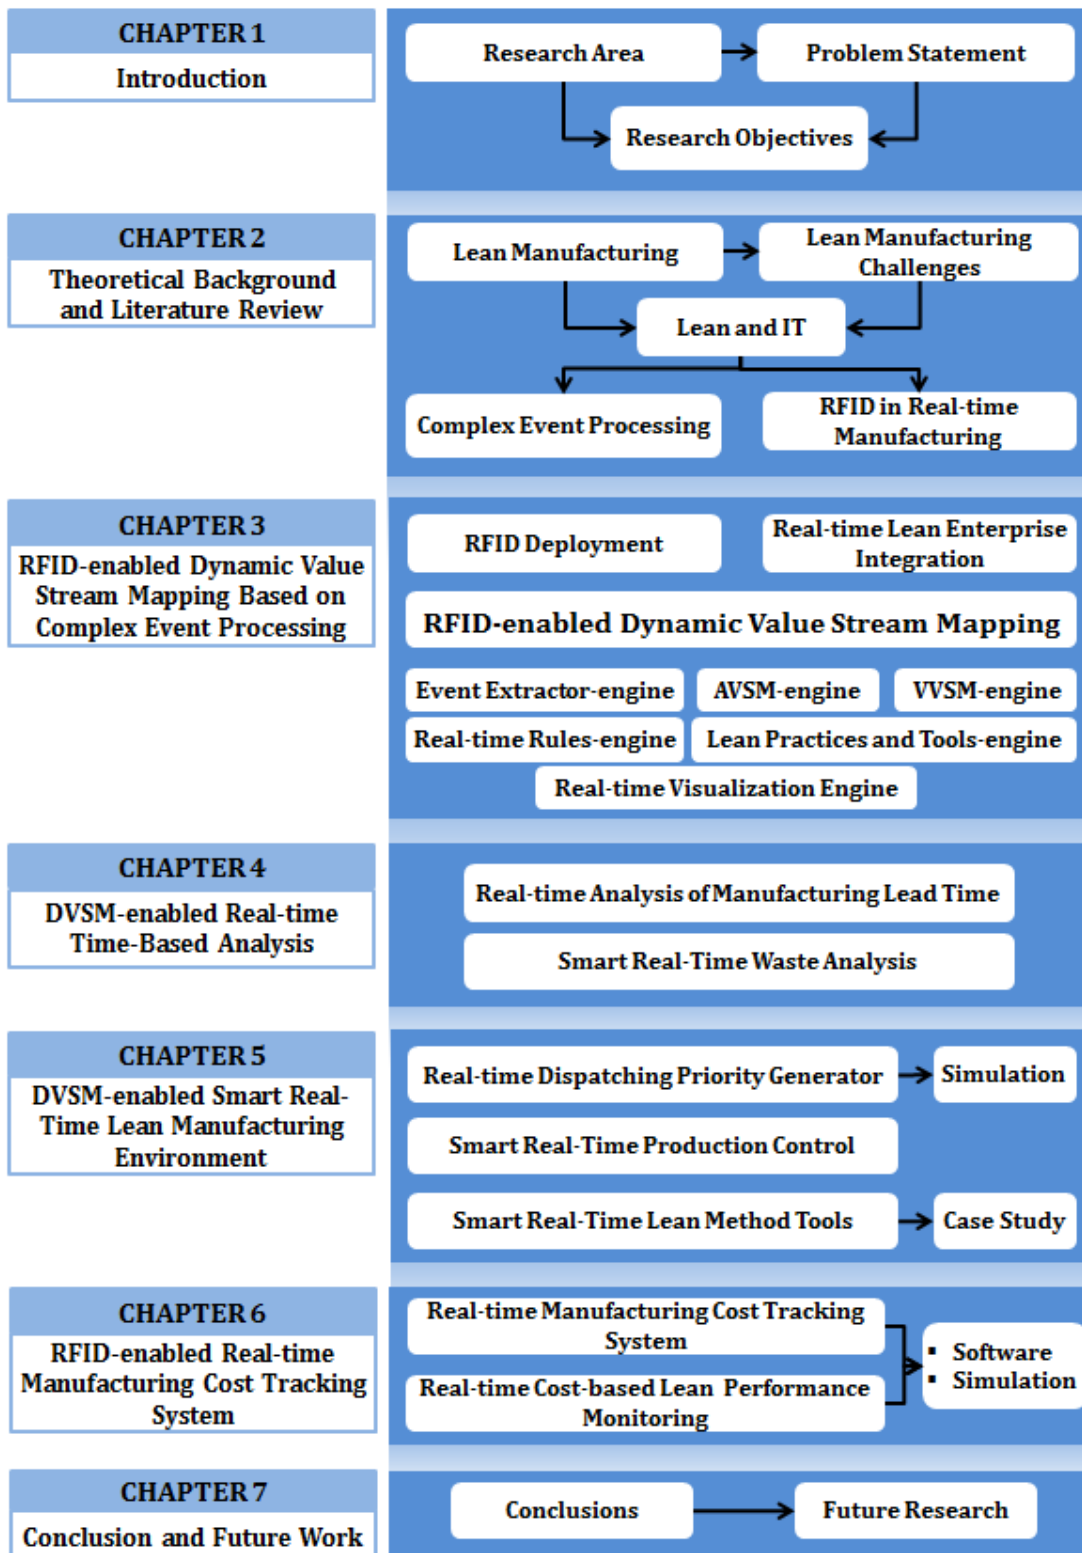 CHAPTER 1
Introduction
Research Area
Problem Statement
Research Objectives
CHAPTER 2
Theoretical Background
and Literature Review
Lean Manufacturing
Lean Manufacturing
Challenges
Lean and IT
Complex Event Processing
RFID in Real-time
Manufacturing
CHAPTER 3
RFID-enabled Dynamic Value
Stream Mapping Based on
Complex Event Processing
RFID Deployment
Real-time Lean Enterprise
Integration
RFID-enabled Dynamic Value Stream Mapping
Event Extractor-engine
AVSM-engine
VVSM-engine
Real-time Rules-engine
Lean Practices and Tools-engine
Real-time Visualization Engine
CHAPTER 4
DVSM-enabled Real-time
Time-Based Analysis
Real-time Analysis of Manufacturing Lead Time
Smart Real-Time Waste Analysis
CHAPTER 5
DVSM-enabled Smart Real-
Time Lean Manufacturing
Environment
Real-time Dispatching Priority Generator
Simulation
Smart Real-Time Production Control
Smart Real-Time Lean Method Tools
Case Study
CHAPTER 6
RFID-enabled Real-time
Manufacturing Cost Tracking
System
Real-time Manufacturing Cost Tracking
System
Real-time Cost-based Lean Performance
Monitoring
▪ Software
▪ Simulation
CHAPTER 7
Conclusion and Future Work
Conclusions
Future Research